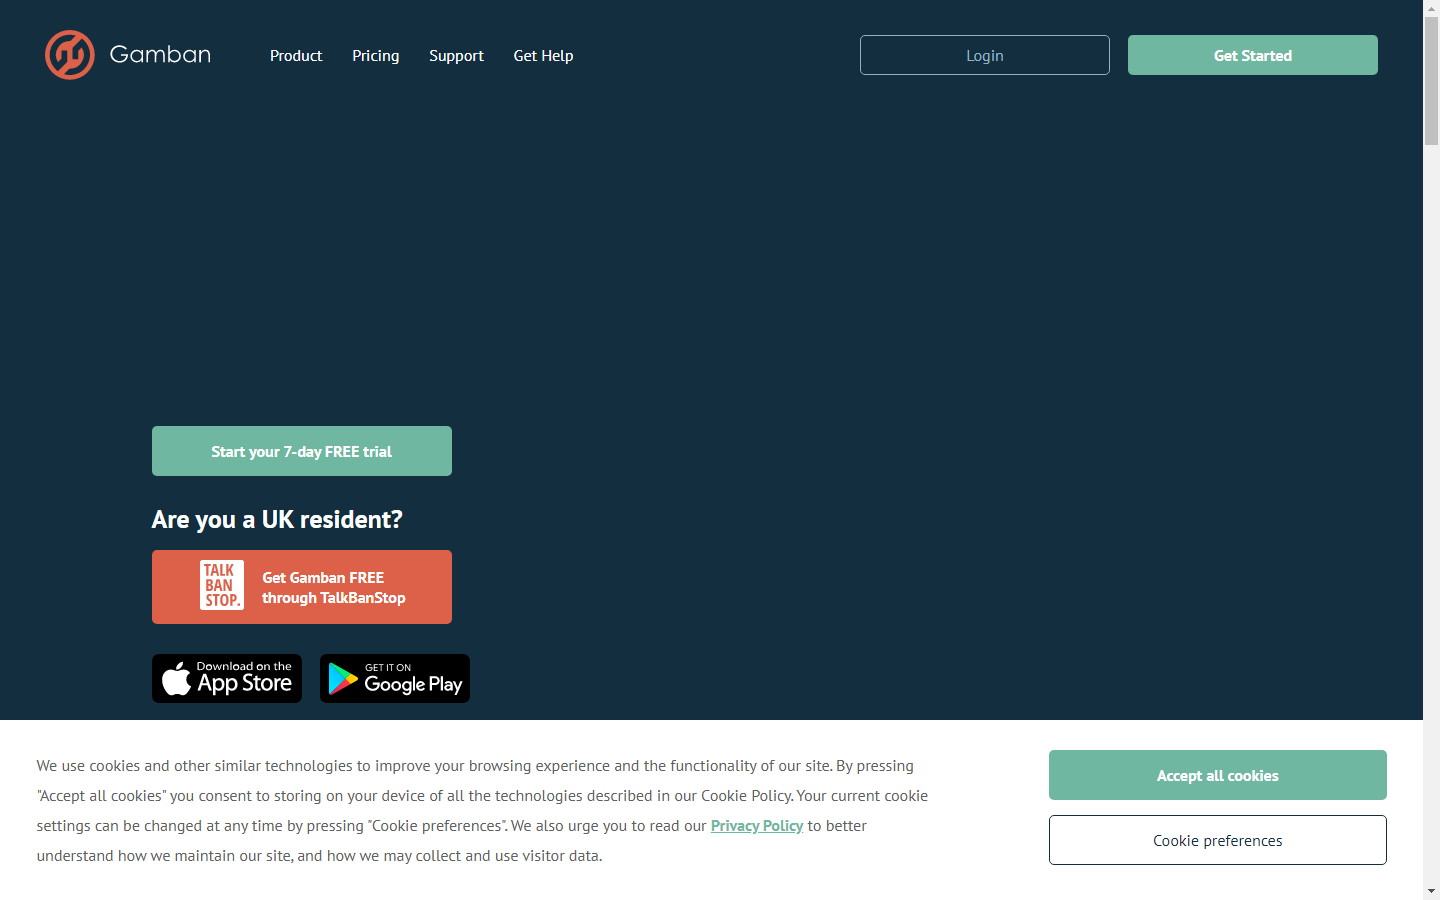 Gamban
Product
Pricing
Support
Get Help
Login
Get Started
Start your 7-day FREE trial
Are you a UK resident?
TALK
BAN
STOP.
Get Gamban FREE
through TalkBanStop
Download on the
App Store
GET IT ON
Google Play
We use cookies and other similar technologies to improve your browsing experience and the functionality of our site. By pressing
"Accept all cookies" you consent to storing on your device of all the technologies described in our Cookie Policy. Your current cookie
settings can be changed at any time by pressing "Cookie preferences". We also urge you to read our Privacy Policy to better
understand how we maintain our site, and how we may collect and use visitor data.
Accept all cookies
Cookie preferences